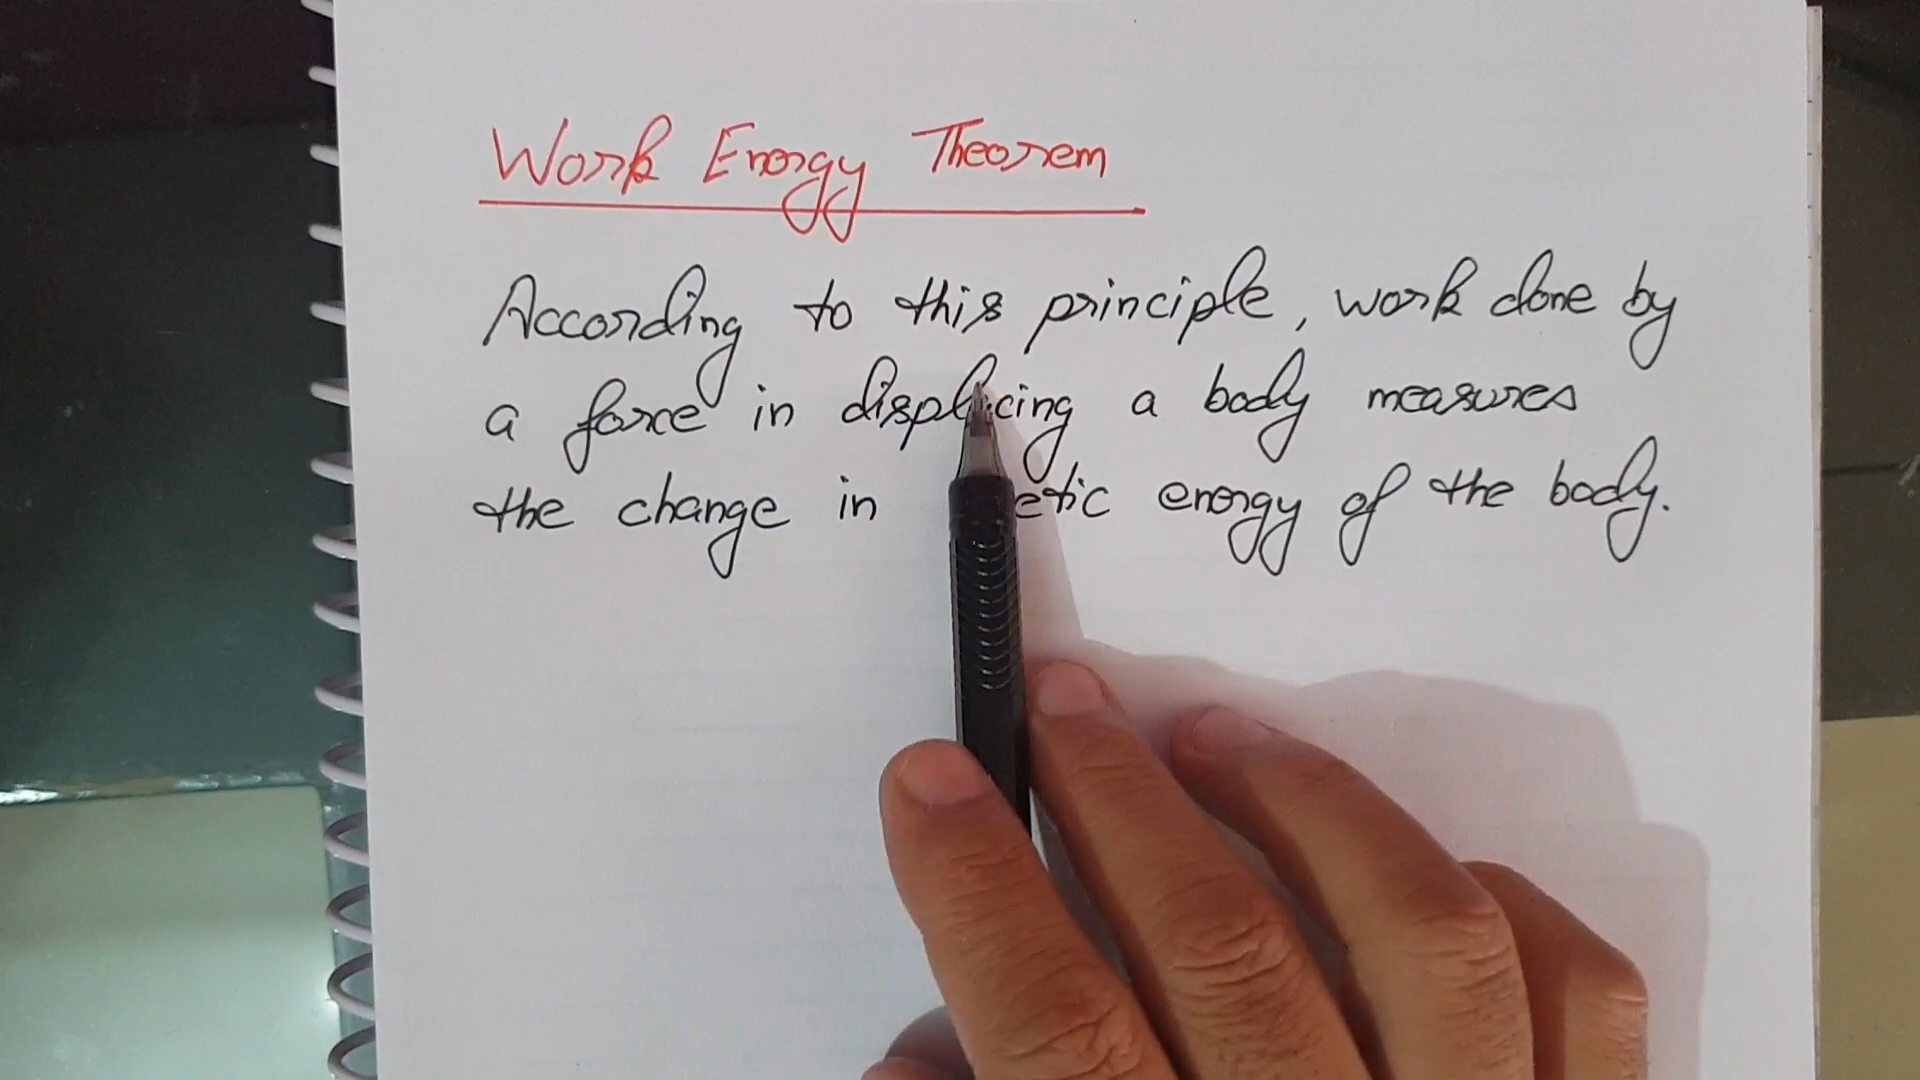 Work Energy Theorem
According to this principle, work done by
a force in displacing a body measures
the change in etic energy of the body.